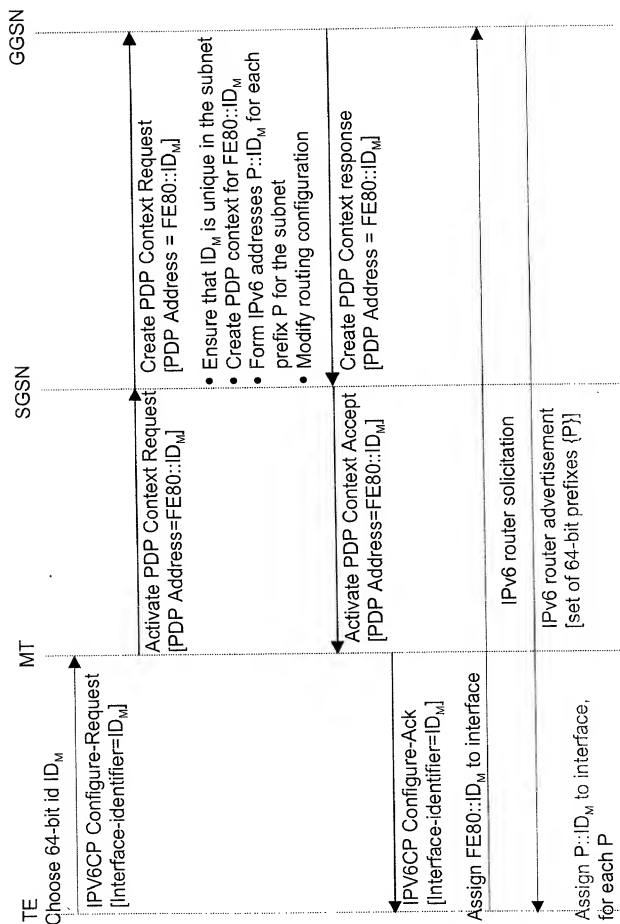 TE
MT
SGSN
GGSN
Choose 64-bit id ID_M
IPV6CP Configure-Request
[Interface-identifier=ID_M]
Activate PDP Context Request
[PDP Address=FE80::ID_M]
Create PDP Context Request
[PDP Address = FE80::ID_M]
• Ensure that ID_M is unique in the subnet
• Create PDP context for FE80::ID_M
• Form IPv6 addresses P::ID_M for each
prefix P for the subnet
• Modify routing configuration
Create PDP Context response
[PDP Address = FE80::ID_M]
Activate PDP Context Accept
[PDP Address=FE80::ID_M]
IPV6CP Configure-Ack
[Interface-identifier=ID_M]
Assign FE80::ID_M to interface
IPv6 router solicitation
IPv6 router advertisement
[set of 64-bit prefixes {P}]
Assign P::ID_M to interface,
for each P